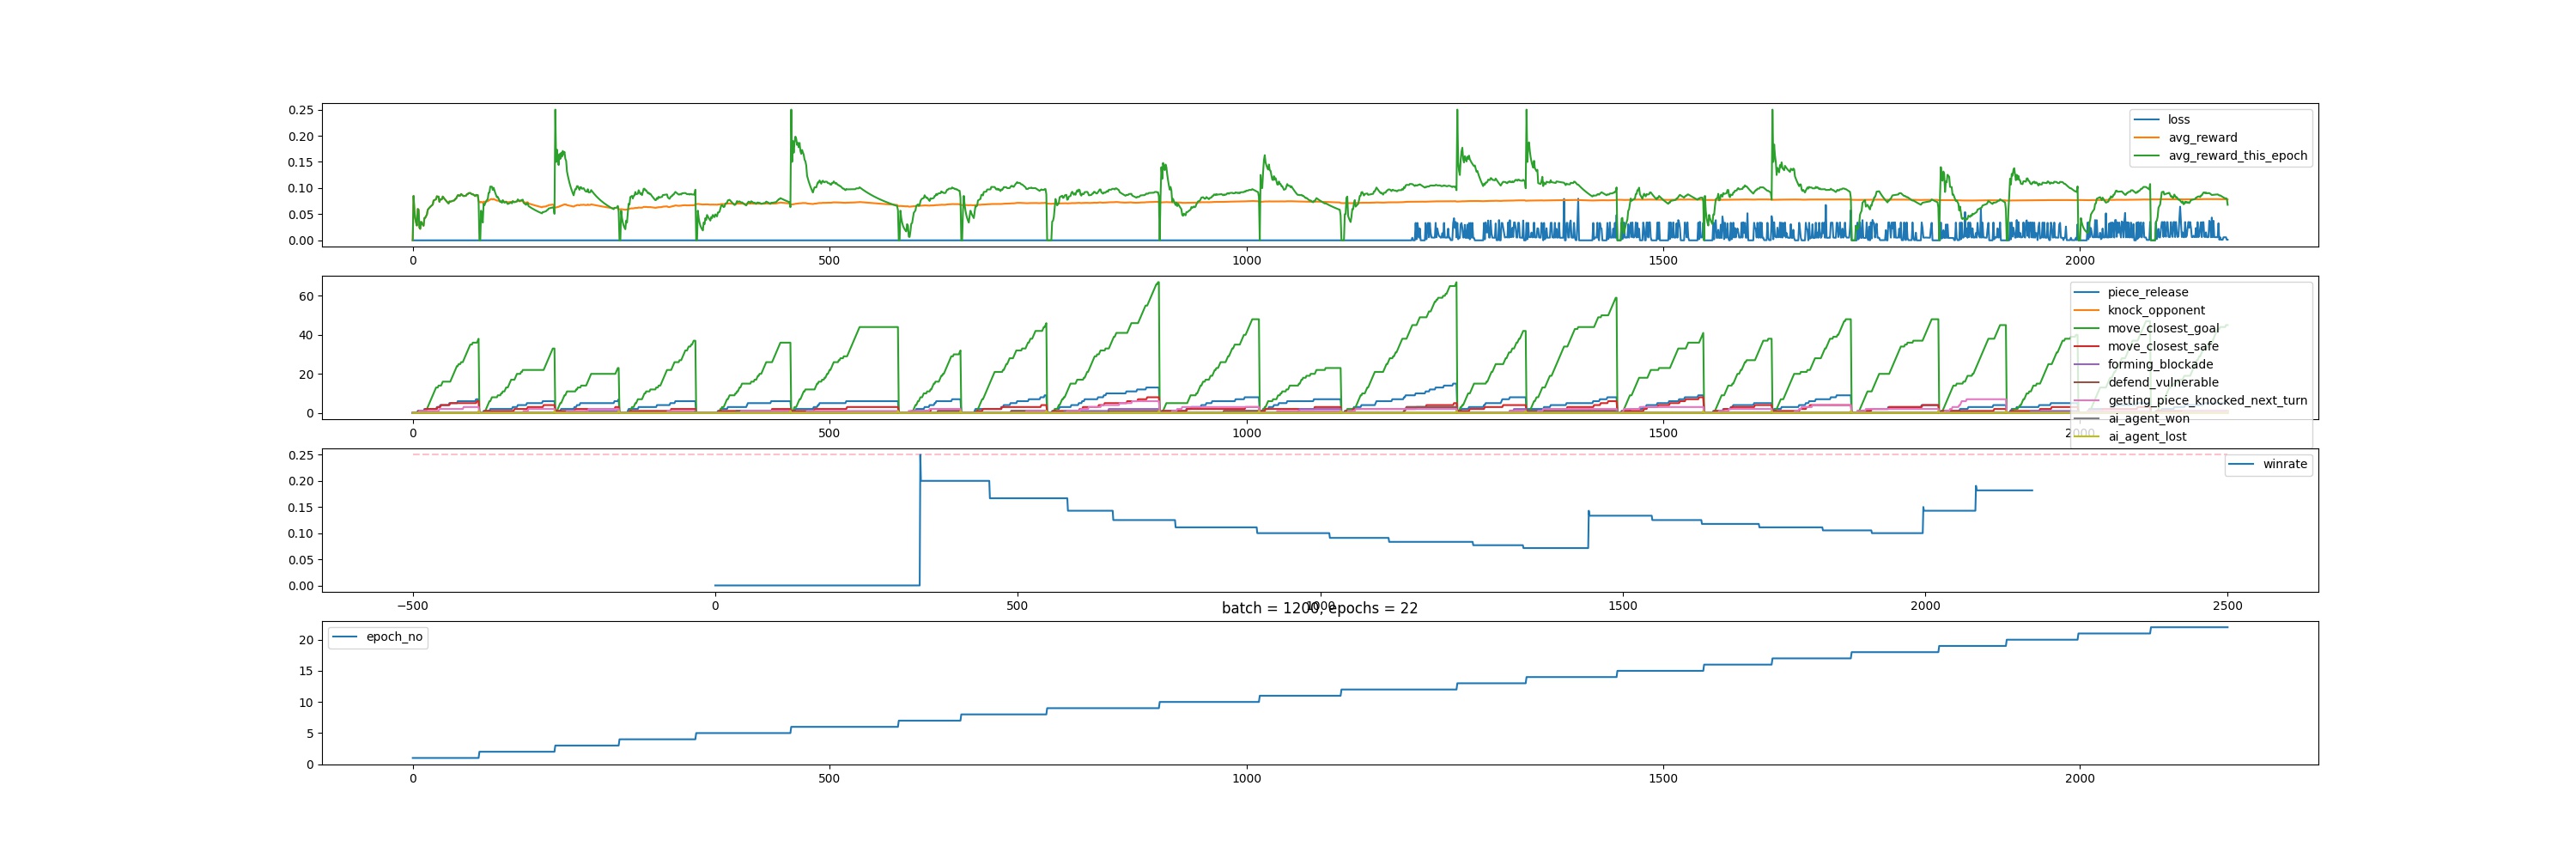 0.25
0.20
0.15
0.10
0.05
0.00
loss
avg_reward
avg_reward_this_epoch
0 500 1000 1500 2000
60
40
20
0
piece_release
knock_opponent
move_closest_goal
move_closest_safe
forming_blockade
defend_vulnerable
getting_piece_knocked_next_turn
ai_agent_won
ai_agent_lost
0 500 1000 1500 2000
0.25
0.20
0.15
0.10
0.05
0.00
winrate
−500 0 500 1000 1500 2000 2500
batch = 1200, epochs = 22
20
15
10
5
0
epoch_no
0 500 1000 1500 2000